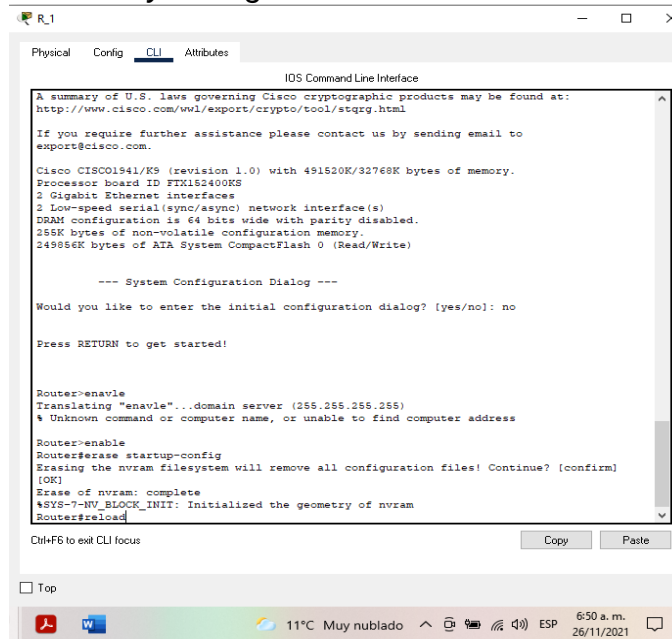 R_1
Physical Config CLI Attributes
IOS Command Line Interface
A summary of U.S. laws governing Cisco cryptographic products may be found at:
http://www.cisco.com/wwl/export/crypto/tool/stqrg.html
If you require further assistance please contact us by sending email to
export@cisco.com.
Cisco CISCO1941/K9 (revision 1.0) with 491520K/32768K bytes of memory.
Processor board ID FTX152400KS
2 Gigabit Ethernet interfaces
2 Low-speed serial(sync/async) network interface(s)
DRAM configuration is 64 bits wide with parity disabled.
255K bytes of non-volatile configuration memory.
249856K bytes of ATA System CompactFlash 0 (Read/Write)
--- System Configuration Dialog ---
Would you like to enter the initial configuration dialog? [yes/no]: no
Press RETURN to get started!
Router>enavle
Translating "enavle"...domain server (255.255.255.255)
% Unknown command or computer name, or unable to find computer address
Router>enable
Router#erase startup-config
Erasing the nvram filesystem will remove all configuration files! Continue? [confirm]
[OK]
Erase of nvram: complete
%SYS-7-NV_BLOCK_INIT: Initialized the geometry of nvram
Router#reload
Ctrl+F6 to exit CLI focus Copy Paste
Top
11°C Muy nublado ESP 6:50 a. m.
26/11/2021